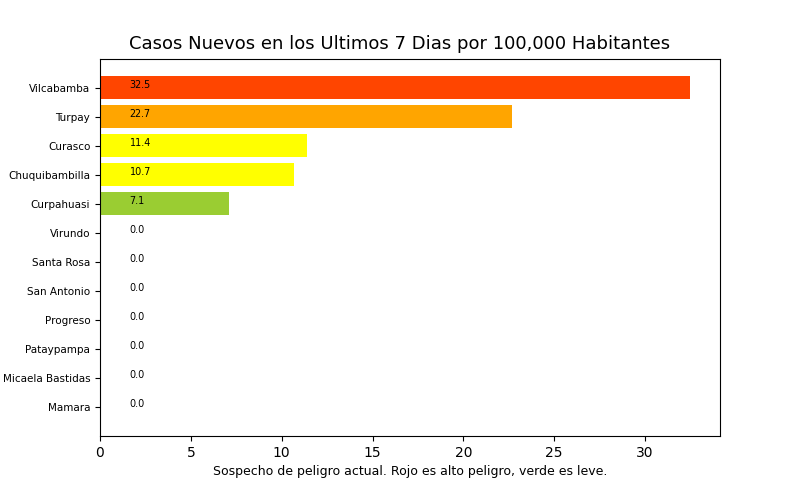 Casos Nuevos en los Ultimos 7 Dias por 100,000 Habitantes
Vilcabamba 32.5
Turpay 22.7
Curasco 11.4
Chuquibambilla 10.7
Curpahuasi 7.1
Virundo 0.0
Santa Rosa 0.0
San Antonio 0.0
Progreso 0.0
Pataypampa 0.0
Micaela Bastidas 0.0
Mamara 0.0
0 5 10 15 20 25 30
Sospecho de peligro actual. Rojo es alto peligro, verde es leve.